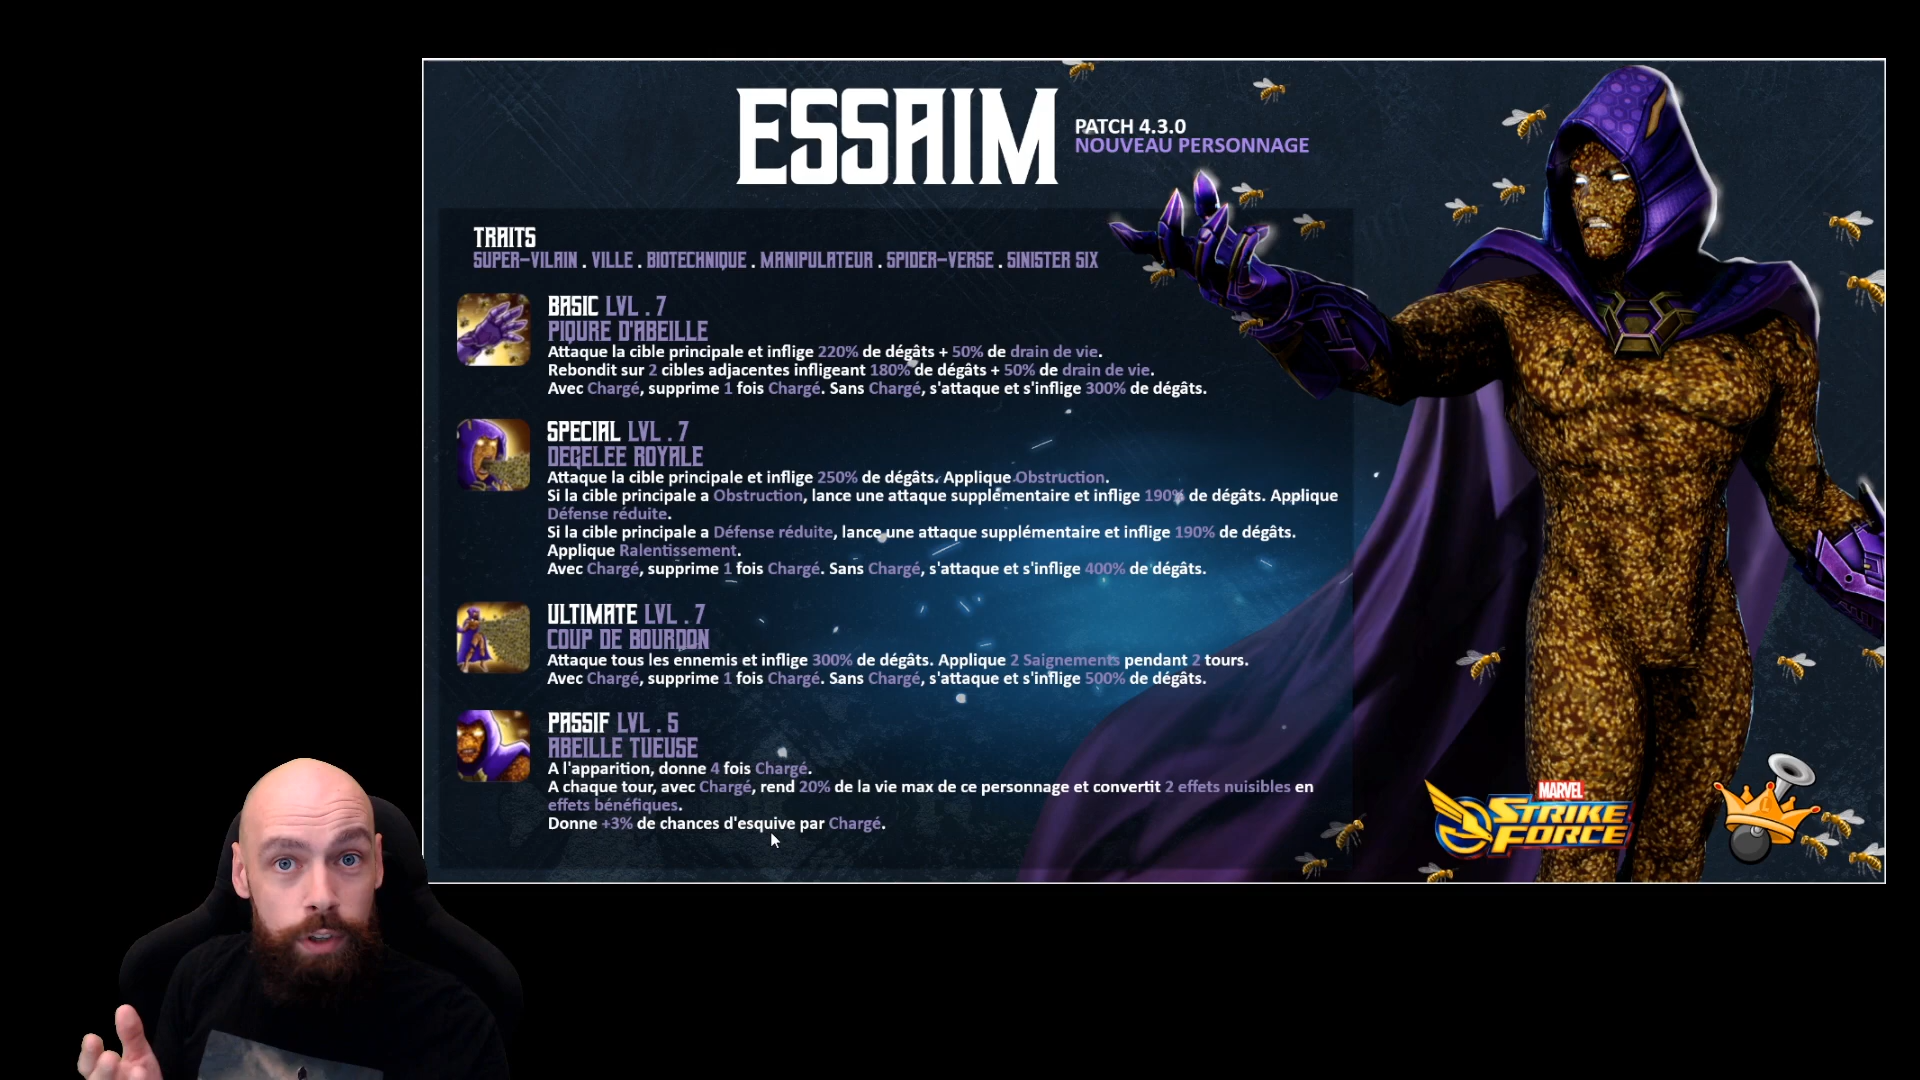 ESSAIM
PATCH 4.3.0
NOUVEAU PERSONNAGE
TRAITS
SUPER-VILAIN . VILLE . BIOTECHNIQUE . MANIPULATEUR . SPIDER-VERSE . SINISTER SIX
BASIC LVL . 7
PIQURE D'ABEILLE
Attaque la cible principale et inflige 220% de dégâts + 50% de drain de vie.
Rebondit sur 2 cibles adjacentes infligeant 180% de dégâts + 50% de drain de vie.
Avec Chargé, supprime 1 fois Chargé. Sans Chargé, s'attaque et s'inflige 300% de dégâts.
SPECIAL LVL . 7
DEGELEE ROYALE
Attaque la cible principale et inflige 250% de dégâts. Applique Obstruction.
Si la cible principale a Obstruction, lance une attaque supplémentaire et inflige 190% de dégâts. Applique
Défense réduite.
Si la cible principale a Défense réduite, lance une attaque supplémentaire et inflige 190% de dégâts.
Applique Ralentissement.
Avec Chargé, supprime 1 fois Chargé. Sans Chargé, s'attaque et s'inflige 400% de dégâts.
ULTIMATE LVL . 7
COUP DE BOURDON
Attaque tous les ennemis et inflige 300% de dégâts. Applique 2 Saignements pendant 2 tours.
Avec Chargé, supprime 1 fois Chargé. Sans Chargé, s'attaque et s'inflige 500% de dégâts.
PASSIF LVL . 5
ABEILLE TUEUSE
A l'apparition, donne 4 fois Chargé.
A chaque tour, avec Chargé, rend 20% de la vie max de ce personnage et convertit 2 effets nuisibles en
effets bénéfiques.
Donne +3% de chances d'esquive par Chargé.
MARVEL
STRIKE
FORCE